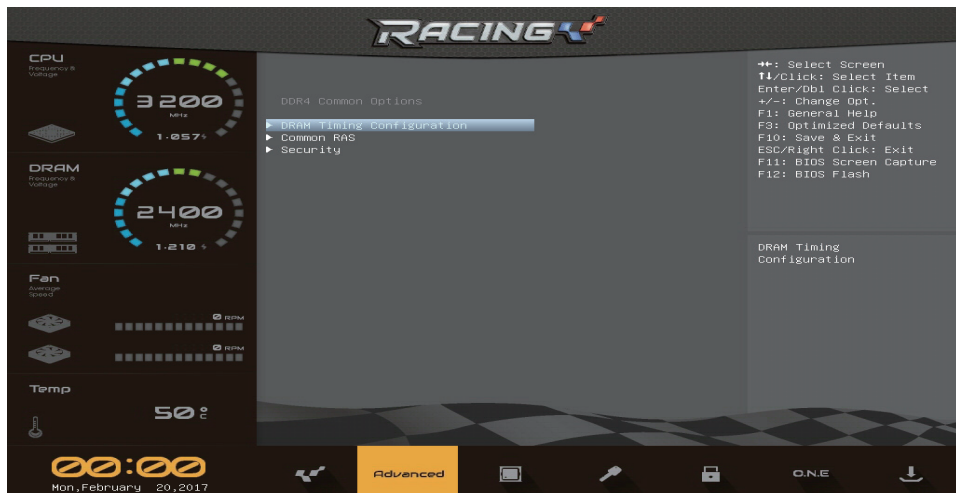 RACING
CPU
Frequency &
Voltage
3200
MHz
1.057
DRAM
Frequency &
Voltage
2400
MHz
1.210
Fan
Average
Speed
0 RPM
0 RPM
Temp
50 °C
DDR4 Common Options
DRAM Timing Configuration
Common RAS
Security
→←: Select Screen
↑↓/Click: Select Item
Enter/Dbl Click: Select
+/-: Change Opt.
F1: General Help
F3: Optimized Defaults
F10: Save & Exit
ESC/Right Click: Exit
F11: BIOS Screen Capture
F12: BIOS Flash
DRAM Timing
Configuration
00:00
Mon,February 20,2017
Advanced
O.N.E